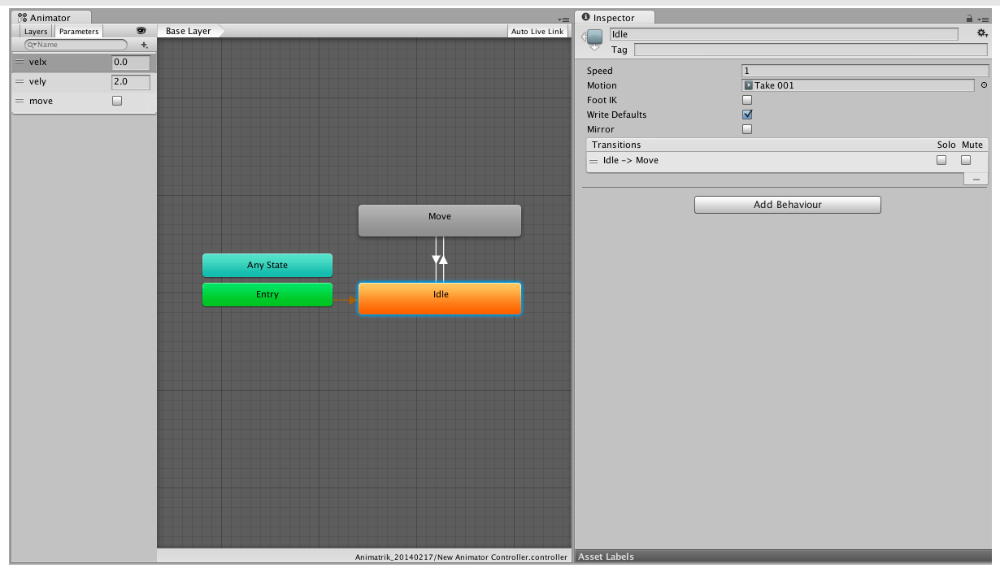 Animator
Layers Parameters
Name
velx 0.0
vely 2.0
move
Base Layer
Auto Live Link
Move
Any State
Entry
Idle
Animatrik_20140217/New Animator Controller.controller
Inspector
Idle
Tag
Speed 1
Motion Take 001
Foot IK
Write Defaults
Mirror
Transitions Solo Mute
Idle -> Move
Add Behaviour
Asset Labels